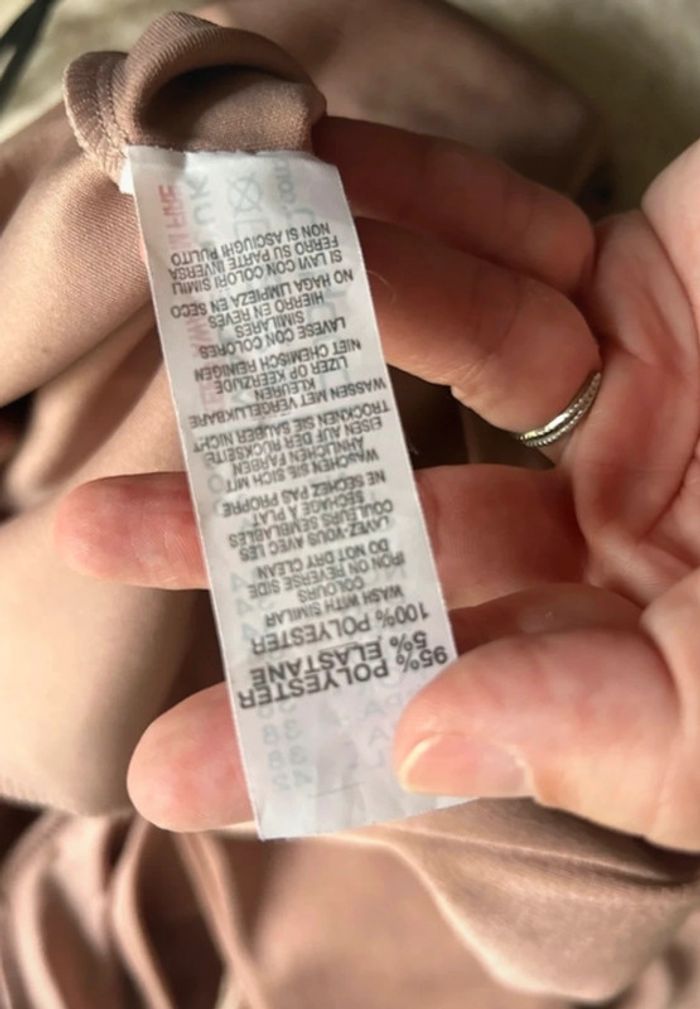 95% POLYESTER
5% ELASTANE
100% POLYESTER
WASH WITH SIMILAR
COLOURS
IRON ON REVERSE SIDE
DO NOT DRY CLEAN
LAVEZ-VOUS AVEC LES
COULEURS SEMBLABLES
SECHAGE A PLAT
NE SECHEZ PAS PROPRE
WASCHEN SIE SICH MIT
ÄHNLICHEN FARBEN
EISEN AUF DER RÜCKSEITE
TROCKNEN SIE SAUBER NICHT
WASSEN MET VERGELIJKBARE
KLEUREN
IJZER OP KEERZIJDE
NIET CHEMISCH REINIGEN
LAVESE CON COLORES
SIMILARES
HIERRO EN REVES
NO HAGA LIMPIEZA EN SECO
SI LAVI CON COLORI SIMILI
FERRO SU PARTE INVERSA
NON SI ASCIUGHI PULITO